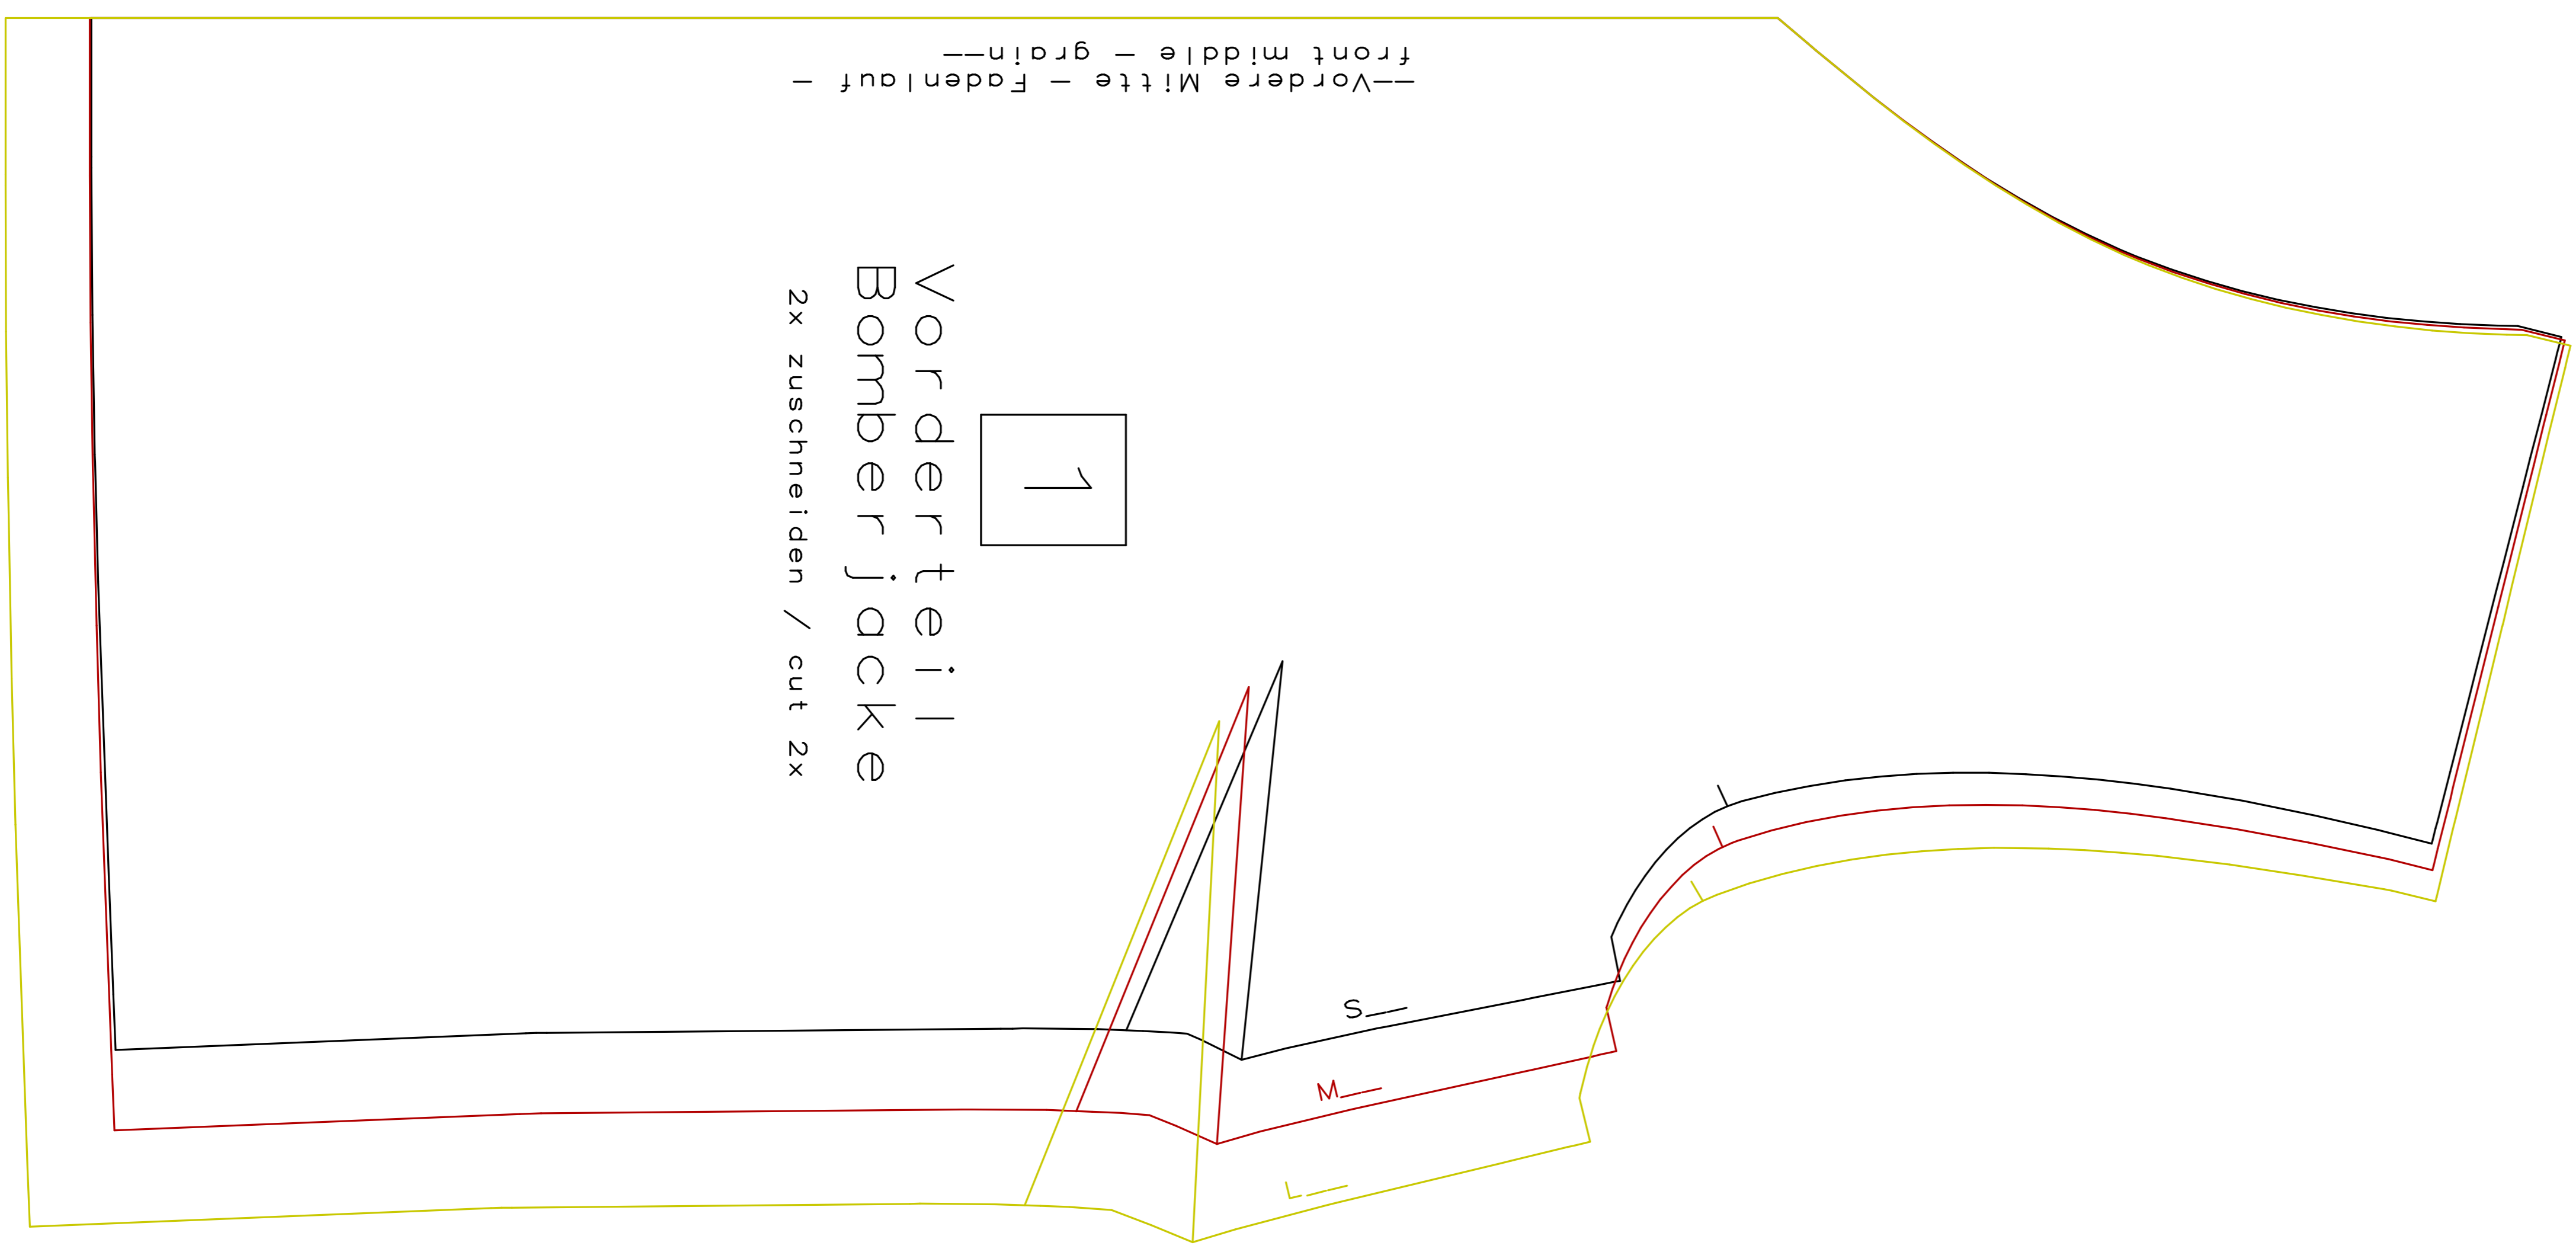 --Vordere Mitte - Fadenlauf -
front middle - grain--
1
Vorderteil
Bomberjacke
2x zuschneiden / cut 2x
S
M
L